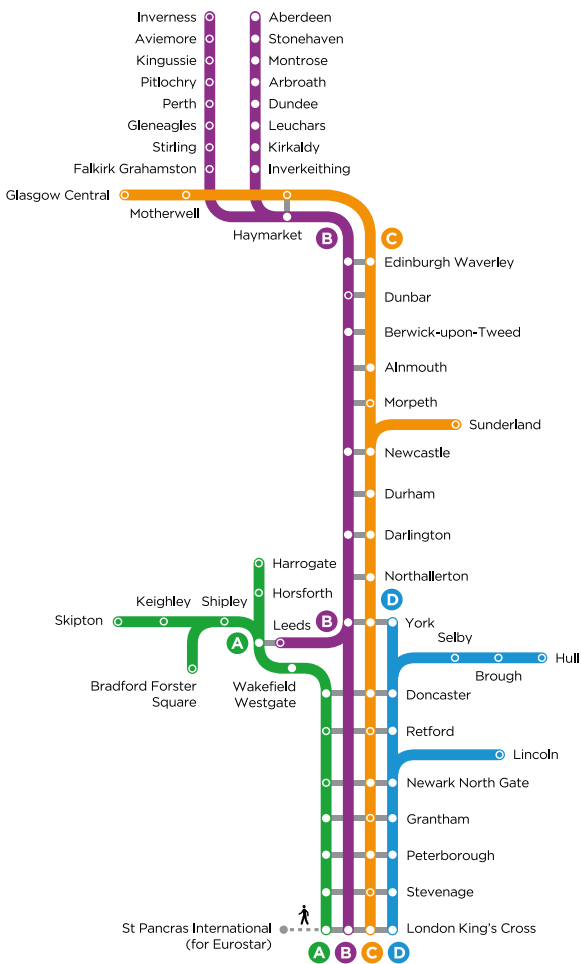 Inverness
Aviemore
Kingussie
Pitlochry
Perth
Gleneagles
Stirling
Falkirk Grahamston
Aberdeen
Stonehaven
Montrose
Arbroath
Dundee
Leuchars
Kirkaldy
Inverkeithing
Glasgow Central
Motherwell
Haymarket
B
C
Edinburgh Waverley
Dunbar
Berwick-upon-Tweed
Alnmouth
Morpeth
Sunderland
Newcastle
Durham
Darlington
Northallerton
Harrogate
Horsforth
Leeds
Skipton
Keighley
Shipley
A
B
D
York
Selby
Hull
Brough
Bradford Forster
Square
Wakefield
Westgate
Doncaster
Retford
Lincoln
Newark North Gate
Grantham
Peterborough
Stevenage
St Pancras International
(for Eurostar)
London King's Cross
A
B
C
D